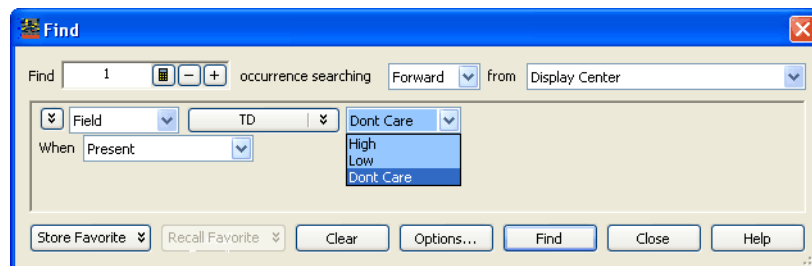 Find
Find 1 occurrence searching Forward from Display Center
Field TD Dont Care
When Present High
Low
Dont Care
Store Favorite Recall Favorite Clear Options... Find Close Help